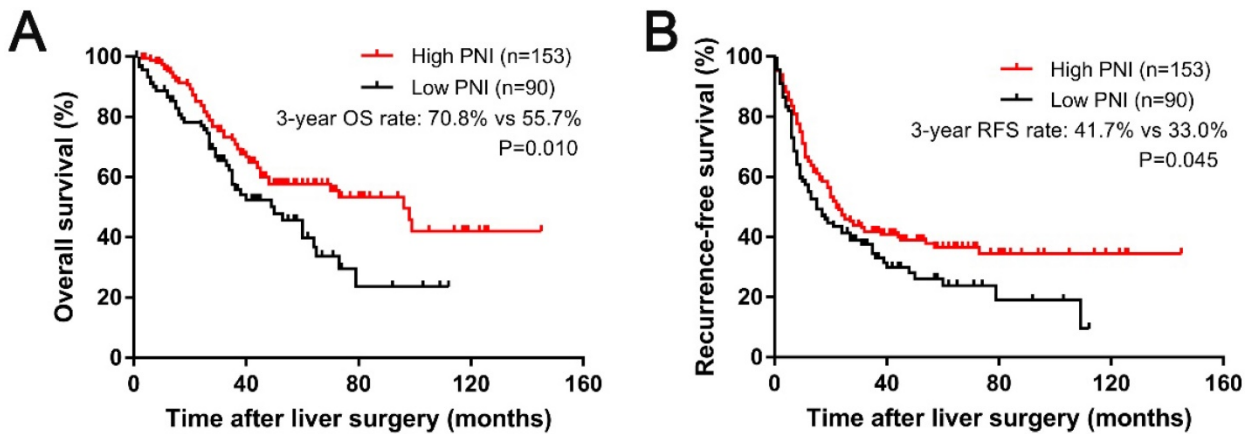 A
Overall survival (%)
100
80
60
40
20
0
High PNI (n=153)
Low PNI (n=90)
3-year OS rate: 70.8% vs 55.7%
P=0.010
0 40 80 120 160
Time after liver surgery (months)
B
Recurrence-free survival (%)
100
80
60
40
20
0
High PNI (n=153)
Low PNI (n=90)
3-year RFS rate: 41.7% vs 33.0%
P=0.045
0 40 80 120 160
Time after liver surgery (months)